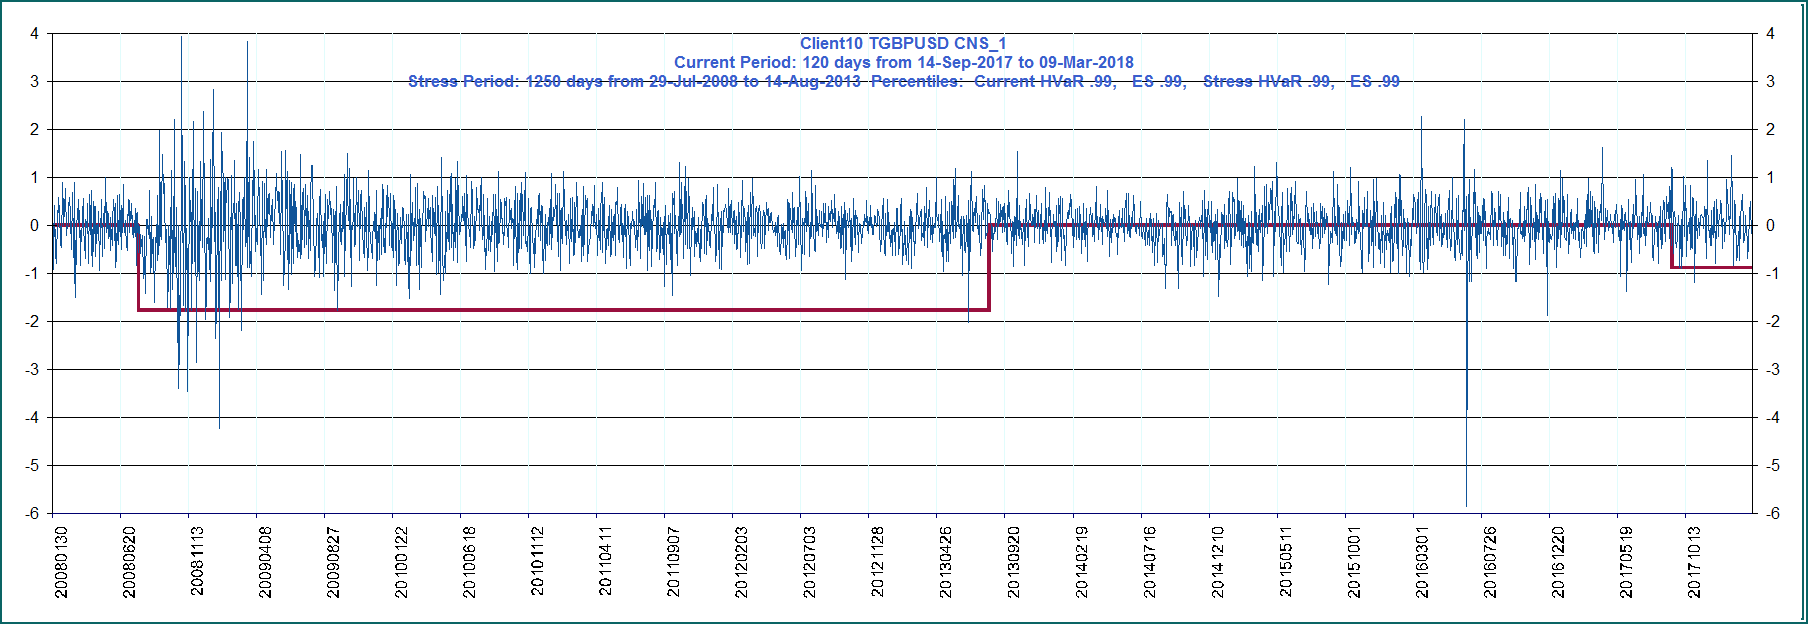 Client10 TGBPUSD CNS_1
Current Period: 120 days from 14-Sep-2017 to 09-Mar-2018
Stress Period: 1250 days from 29-Jul-2008 to 14-Aug-2013 Percentiles: Current HVaR .99, ES .99, Stress HVaR .99, ES .99
4 4
3 3
2 2
1 1
0 0
-1 -1
-2 -2
-3 -3
-4 -4
-5 -5
-6 -6
20080130 20080620 20081113 20090408 20090827 20100122 20100618 20101112 20110411 20110907 20120203 20120703 20121128 20130426 20130920 20140219 20140716 20141210 20150511 20151001 20160301 20160726 20161220 20170519 20171013